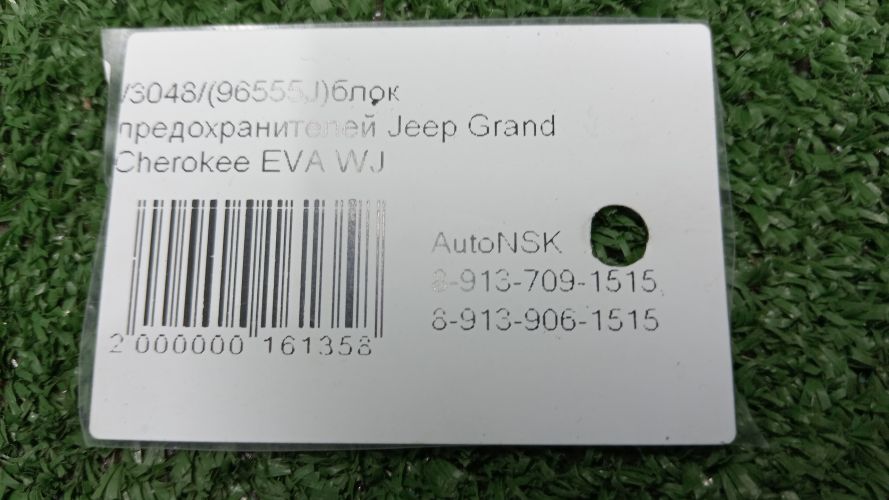 /3048/(96555J)блок
предохранителей Jeep Grand
Cherokee EVA WJ
AutoNSK
8-913-709-1515
8-913-906-1515
2 000000 161358